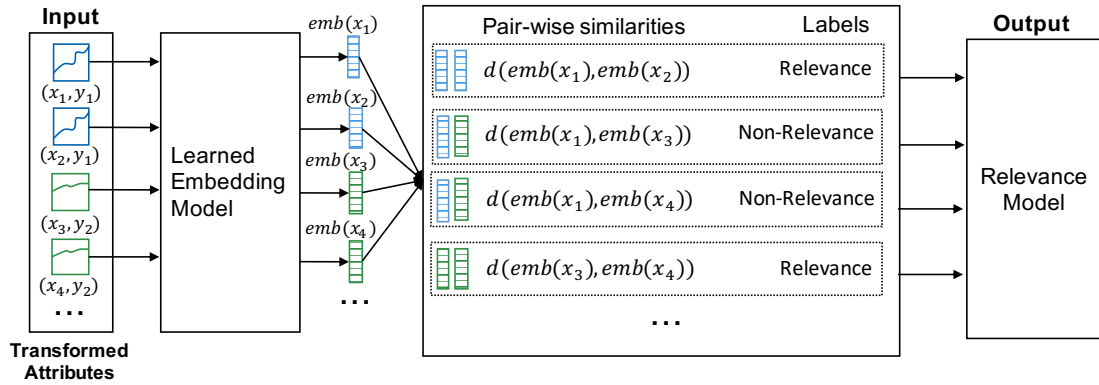 Input
(x₁, y₁)
(x₂, y₁)
(x₃, y₂)
(x₄, y₂)
...
Transformed
Attributes
Learned
Embedding
Model
emb(x₁)
emb(x₂)
emb(x₃)
emb(x₄)
...
Pair-wise similarities Labels
d(emb(x₁),emb(x₂)) Relevance
d(emb(x₁),emb(x₃)) Non-Relevance
d(emb(x₁),emb(x₄)) Non-Relevance
d(emb(x₃),emb(x₄)) Relevance
...
Output
Relevance
Model